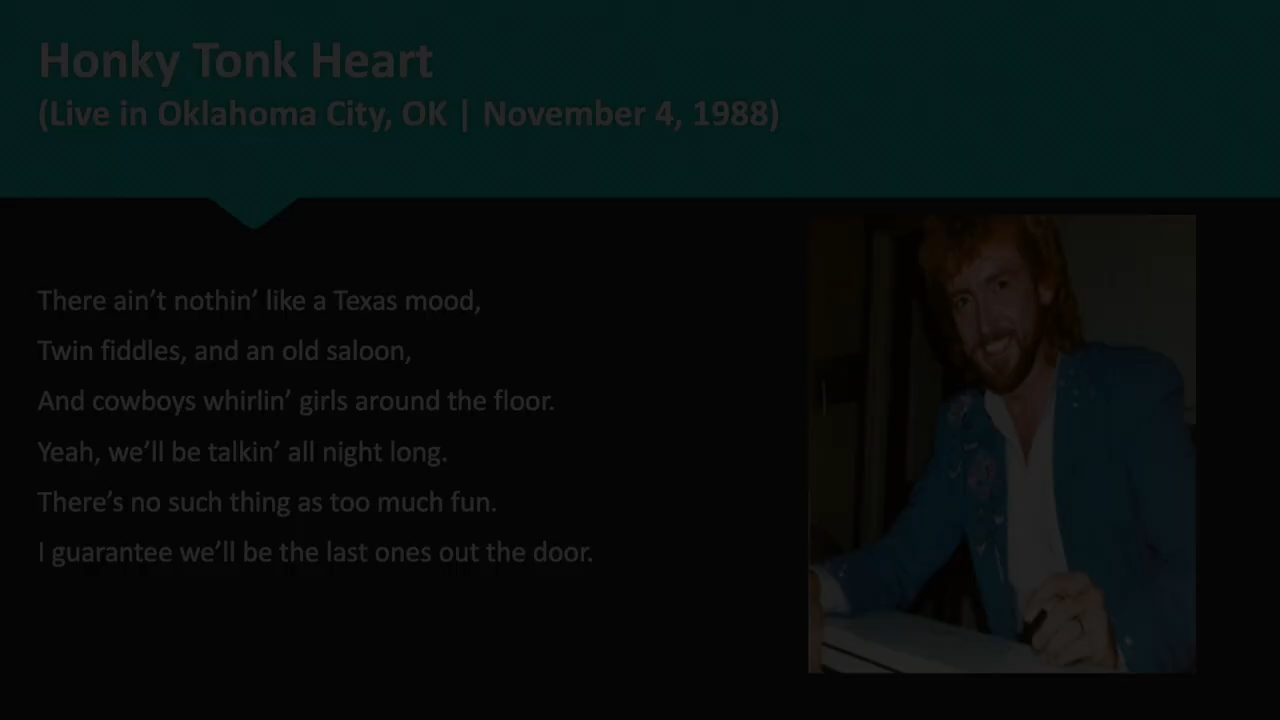 Honky Tonk Heart
(Live in Oklahoma City, OK | November 4, 1988)
There ain’t nothin’ like a Texas mood,
Twin fiddles, and an old saloon,
And cowboys whirlin’ girls around the floor.
Yeah, we’ll be talkin’ all night long.
There’s no such thing as too much fun.
I guarantee we’ll be the last ones out the door.